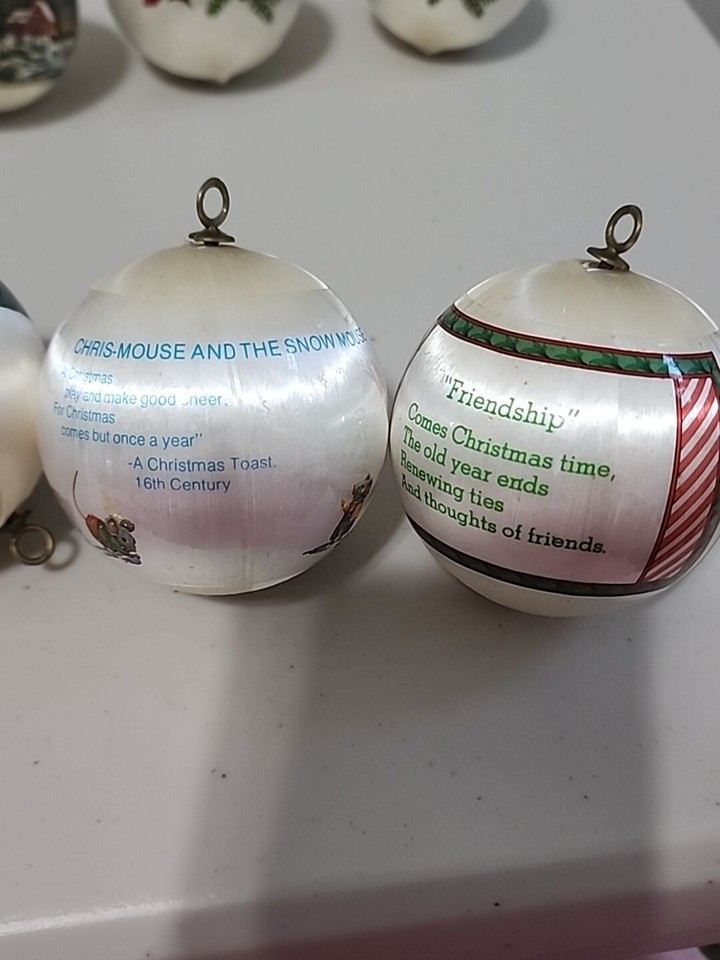 CHRIS-MOUSE AND THE SNOW MOUSE
Christmas
play and make good cheer,
For Christmas
comes but once a year"
-A Christmas Toast.
16th Century
"Friendship"
Comes Christmas time,
The old year ends
Renewing ties
And thoughts of friends.